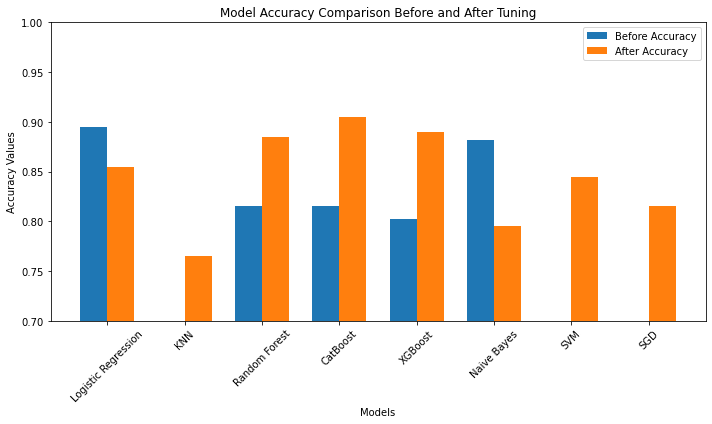 Model Accuracy Comparison Before and After Tuning
Before Accuracy
After Accuracy
Accuracy Values
1.00
0.95
0.90
0.85
0.80
0.75
0.70
Logistic Regression
KNN
Random Forest
CatBoost
XGBoost
Naive Bayes
SVM
SGD
Models